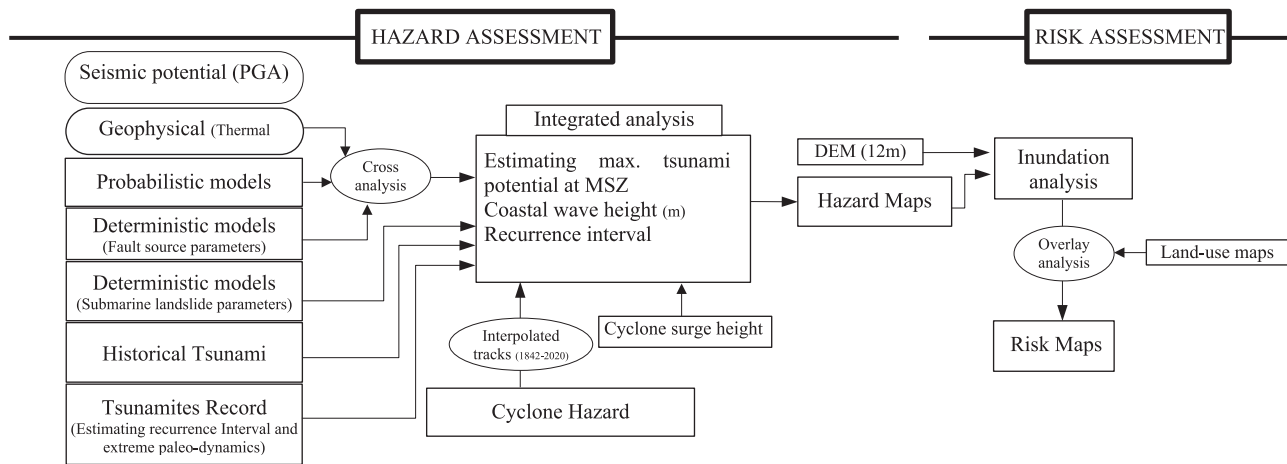 HAZARD ASSESSMENT
RISK ASSESSMENT
Seismic potential (PGA)
Geophysical (Thermal
Probabilistic models
Deterministic models
(Fault source parameters)
Deterministic models
(Submarine landslide parameters)
Historical Tsunami
Tsunamites Record
(Estimating recurrence Interval and
extreme paleo-dynamics)
Cross
analysis
Integrated analysis
Estimating max. tsunami
potential at MSZ
Coastal wave height (m)
Recurrence interval
Interpolated
tracks (1842-2020)
Cyclone surge height
Cyclone Hazard
DEM (12m)
Hazard Maps
Inundation
analysis
Overlay
analysis
Land-use maps
Risk Maps